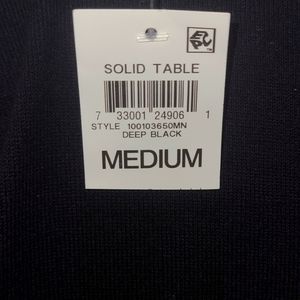 SOLID TABLE
7 33001 24906 1
STYLE 100103650MN
DEEP BLACK
MEDIUM